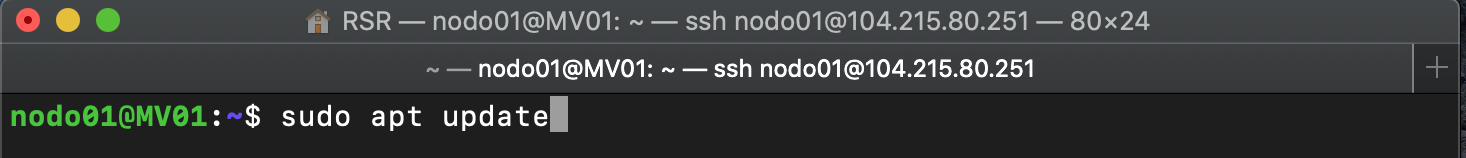 RSR — nodo01@MV01: ~ — ssh nodo01@104.215.80.251 — 80×24
~ — nodo01@MV01: ~ — ssh nodo01@104.215.80.251
nodo01@MV01:~$ sudo apt update